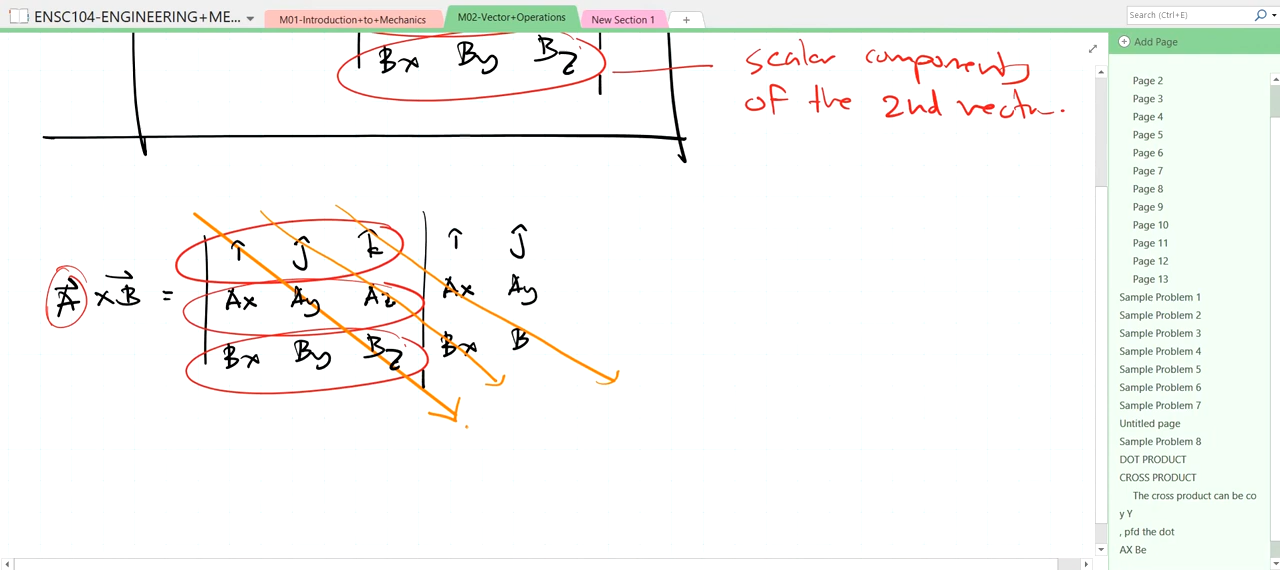 ENSC104-ENGINEERING+ME...
M01-Introduction+to+Mechanics
M02-Vector+Operations
New Section 1
+
Search (Ctrl+E)
Add Page
Bx By Bz
scalar components
of the 2nd vector.
î ĵ k̂ î ĵ
A⃗ x B⃗ = Ax Ay Az Ax Ay
Bx By Bz Bx B
Page 2
Page 3
Page 4
Page 5
Page 6
Page 7
Page 8
Page 9
Page 10
Page 11
Page 12
Page 13
Sample Problem 1
Sample Problem 2
Sample Problem 3
Sample Problem 4
Sample Problem 5
Sample Problem 6
Sample Problem 7
Untitled page
Sample Problem 8
DOT PRODUCT
CROSS PRODUCT
The cross product can be co
y Y
, pfd the dot
AX Be